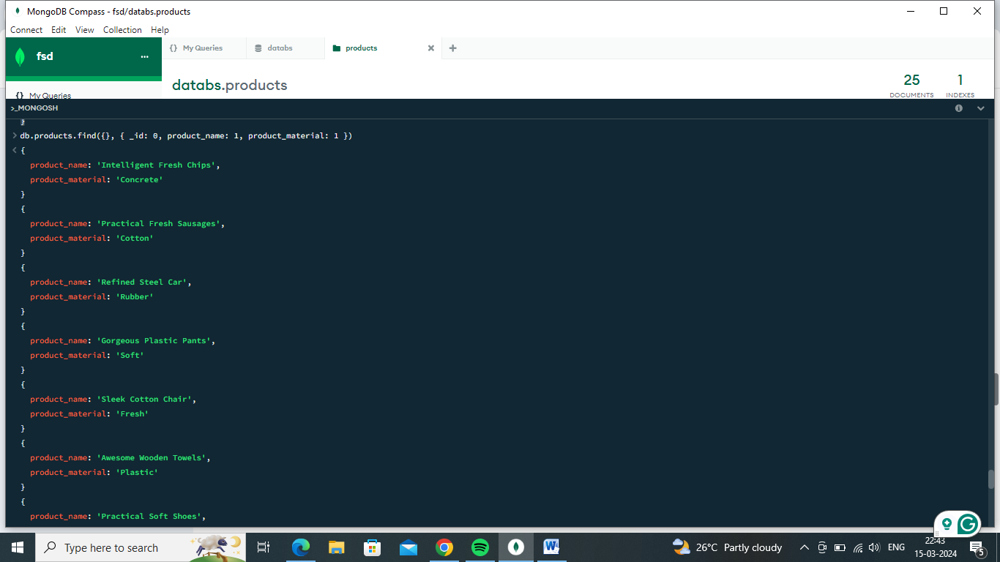 MongoDB Compass - fsd/databs.products
Connect Edit View Collection Help
fsd
My Queries
databs
products
My Queries
databs.products
25
DOCUMENTS
1
INDEXES
>_MONGOSH
}
> db.products.find({}, { _id: 0, product_name: 1, product_material: 1 })
< {
product_name: 'Intelligent Fresh Chips',
product_material: 'Concrete'
}
{
product_name: 'Practical Fresh Sausages',
product_material: 'Cotton'
}
{
product_name: 'Refined Steel Car',
product_material: 'Rubber'
}
{
product_name: 'Gorgeous Plastic Pants',
product_material: 'Soft'
}
{
product_name: 'Sleek Cotton Chair',
product_material: 'Fresh'
}
{
product_name: 'Awesome Wooden Towels',
product_material: 'Plastic'
}
{
product_name: 'Practical Soft Shoes',
Type here to search
26°C Partly cloudy
ENG
22:43
15-03-2024
5